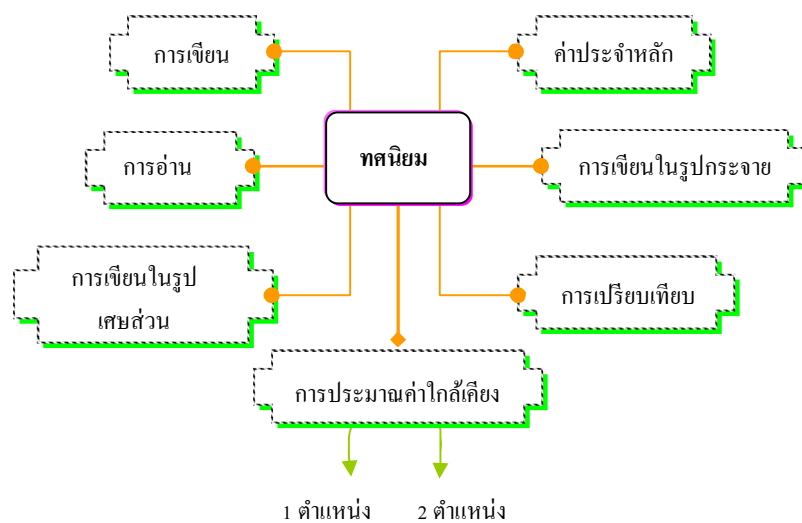 การเขียน
ค่าประจำหลัก
ทศนิยม
การอ่าน
การเขียนในรูปกระจาย
การเขียนในรูป
เศษส่วน
การเปรียบเทียบ
การประมาณค่าใกล้เคียง
1 ตำแหน่ง
2 ตำแหน่ง